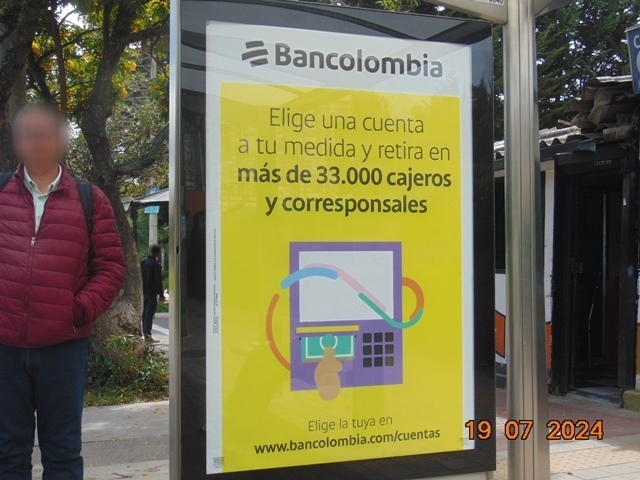 Bancolombia
Elige una cuenta
a tu medida y retira en
más de 33.000 cajeros
y corresponsales
Elige la tuya en
www.bancolombia.com/cuentas
19 07 2024